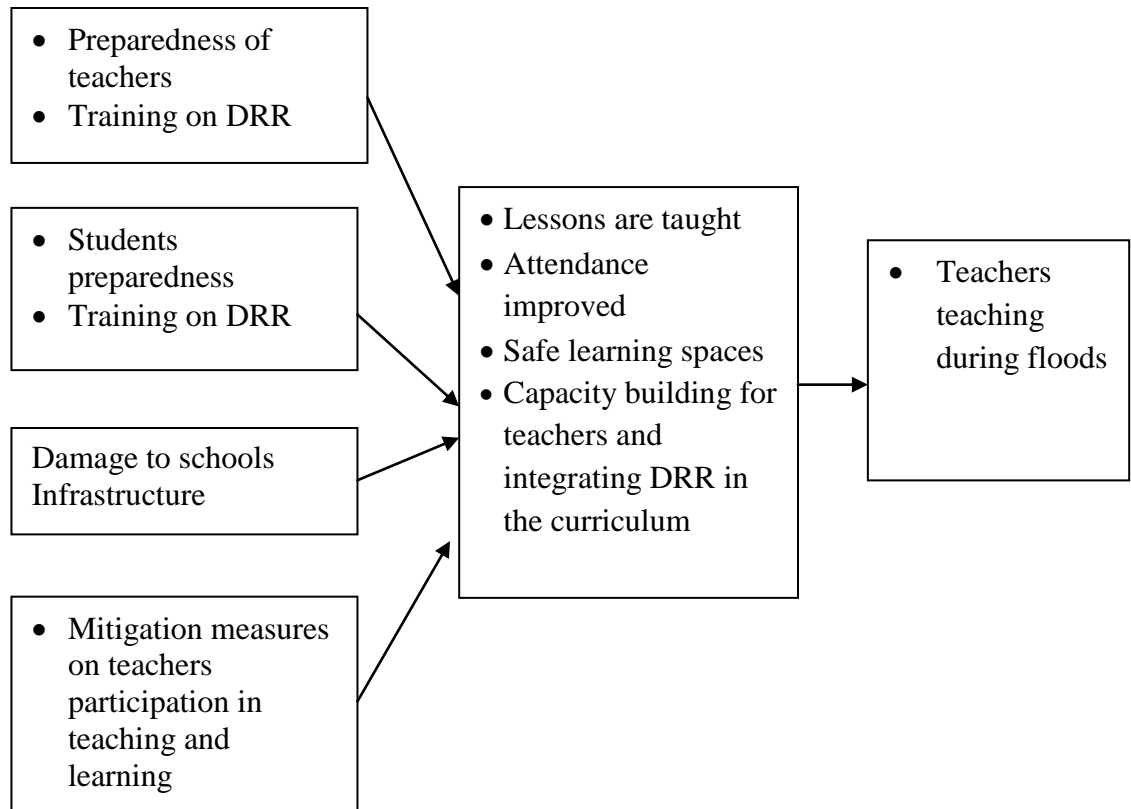 • Preparedness of
teachers
• Training on DRR
• Students
preparedness
• Training on DRR
Damage to schools
Infrastructure
• Mitigation measures
on teachers
participation in
teaching and
learning
• Lessons are taught
• Attendance
improved
• Safe learning spaces
• Capacity building for
teachers and
integrating DRR in
the curriculum
• Teachers
teaching
during floods